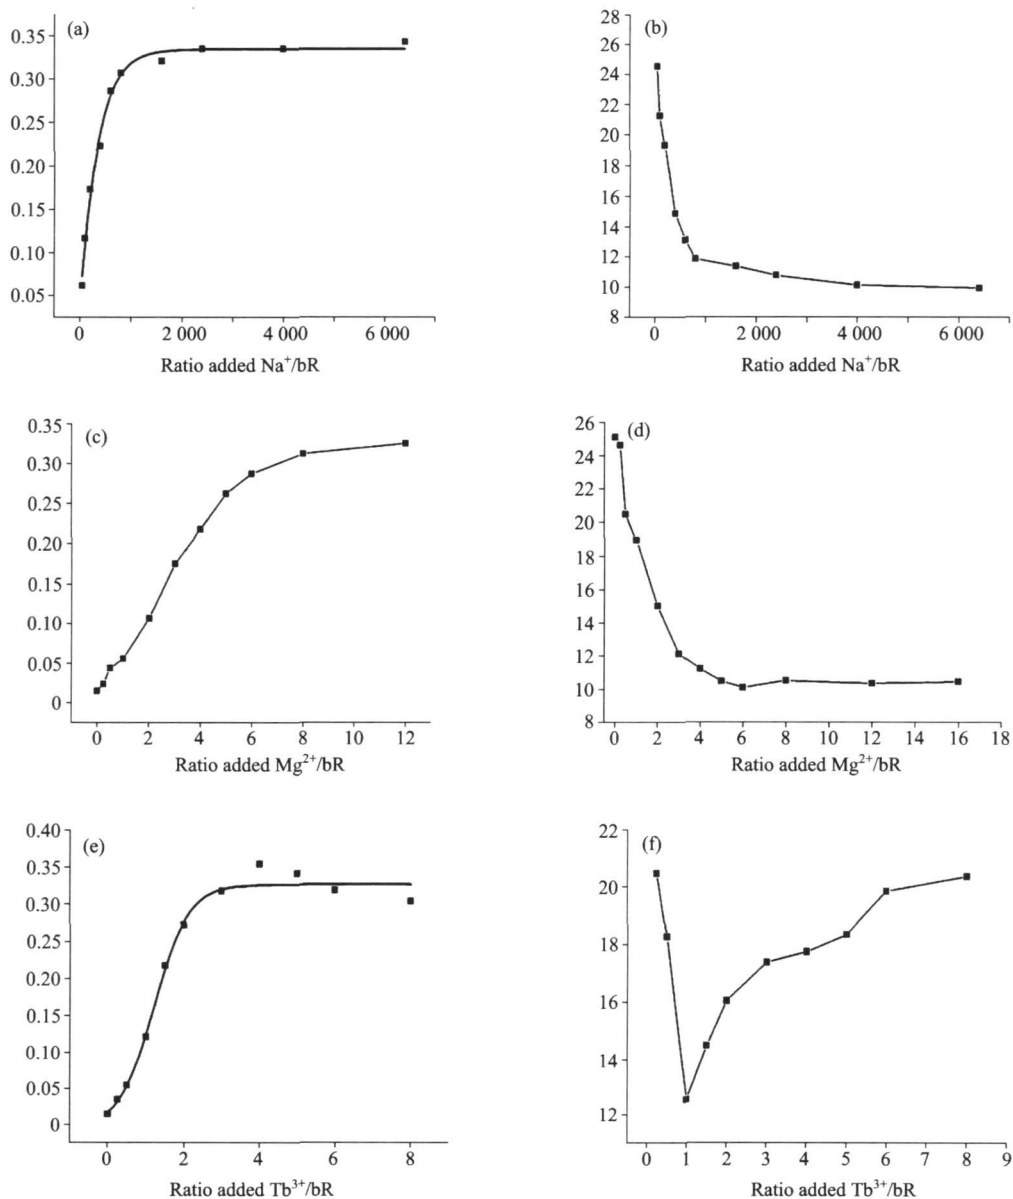 (a)
0.35
0.30
0.25
0.20
0.15
0.10
0.05
0 2 000 4 000 6 000
Ratio added Na⁺/bR
(b)
28
26
24
22
20
18
16
14
12
10
8
0 2 000 4 000 6 000
Ratio added Na⁺/bR
(c)
0.35
0.30
0.25
0.20
0.15
0.10
0.05
0
0 2 4 6 8 10 12
Ratio added Mg²⁺/bR
(d)
26
24
22
20
18
16
14
12
10
8
0 2 4 6 8 10 12 14 16 18
Ratio added Mg²⁺/bR
(e)
0.40
0.35
0.30
0.25
0.20
0.15
0.10
0.05
0
0 2 4 6 8
Ratio added Tb³⁺/bR
(f)
22
20
18
16
14
12
0 1 2 3 4 5 6 7 8 9
Ratio added Tb³⁺/bR